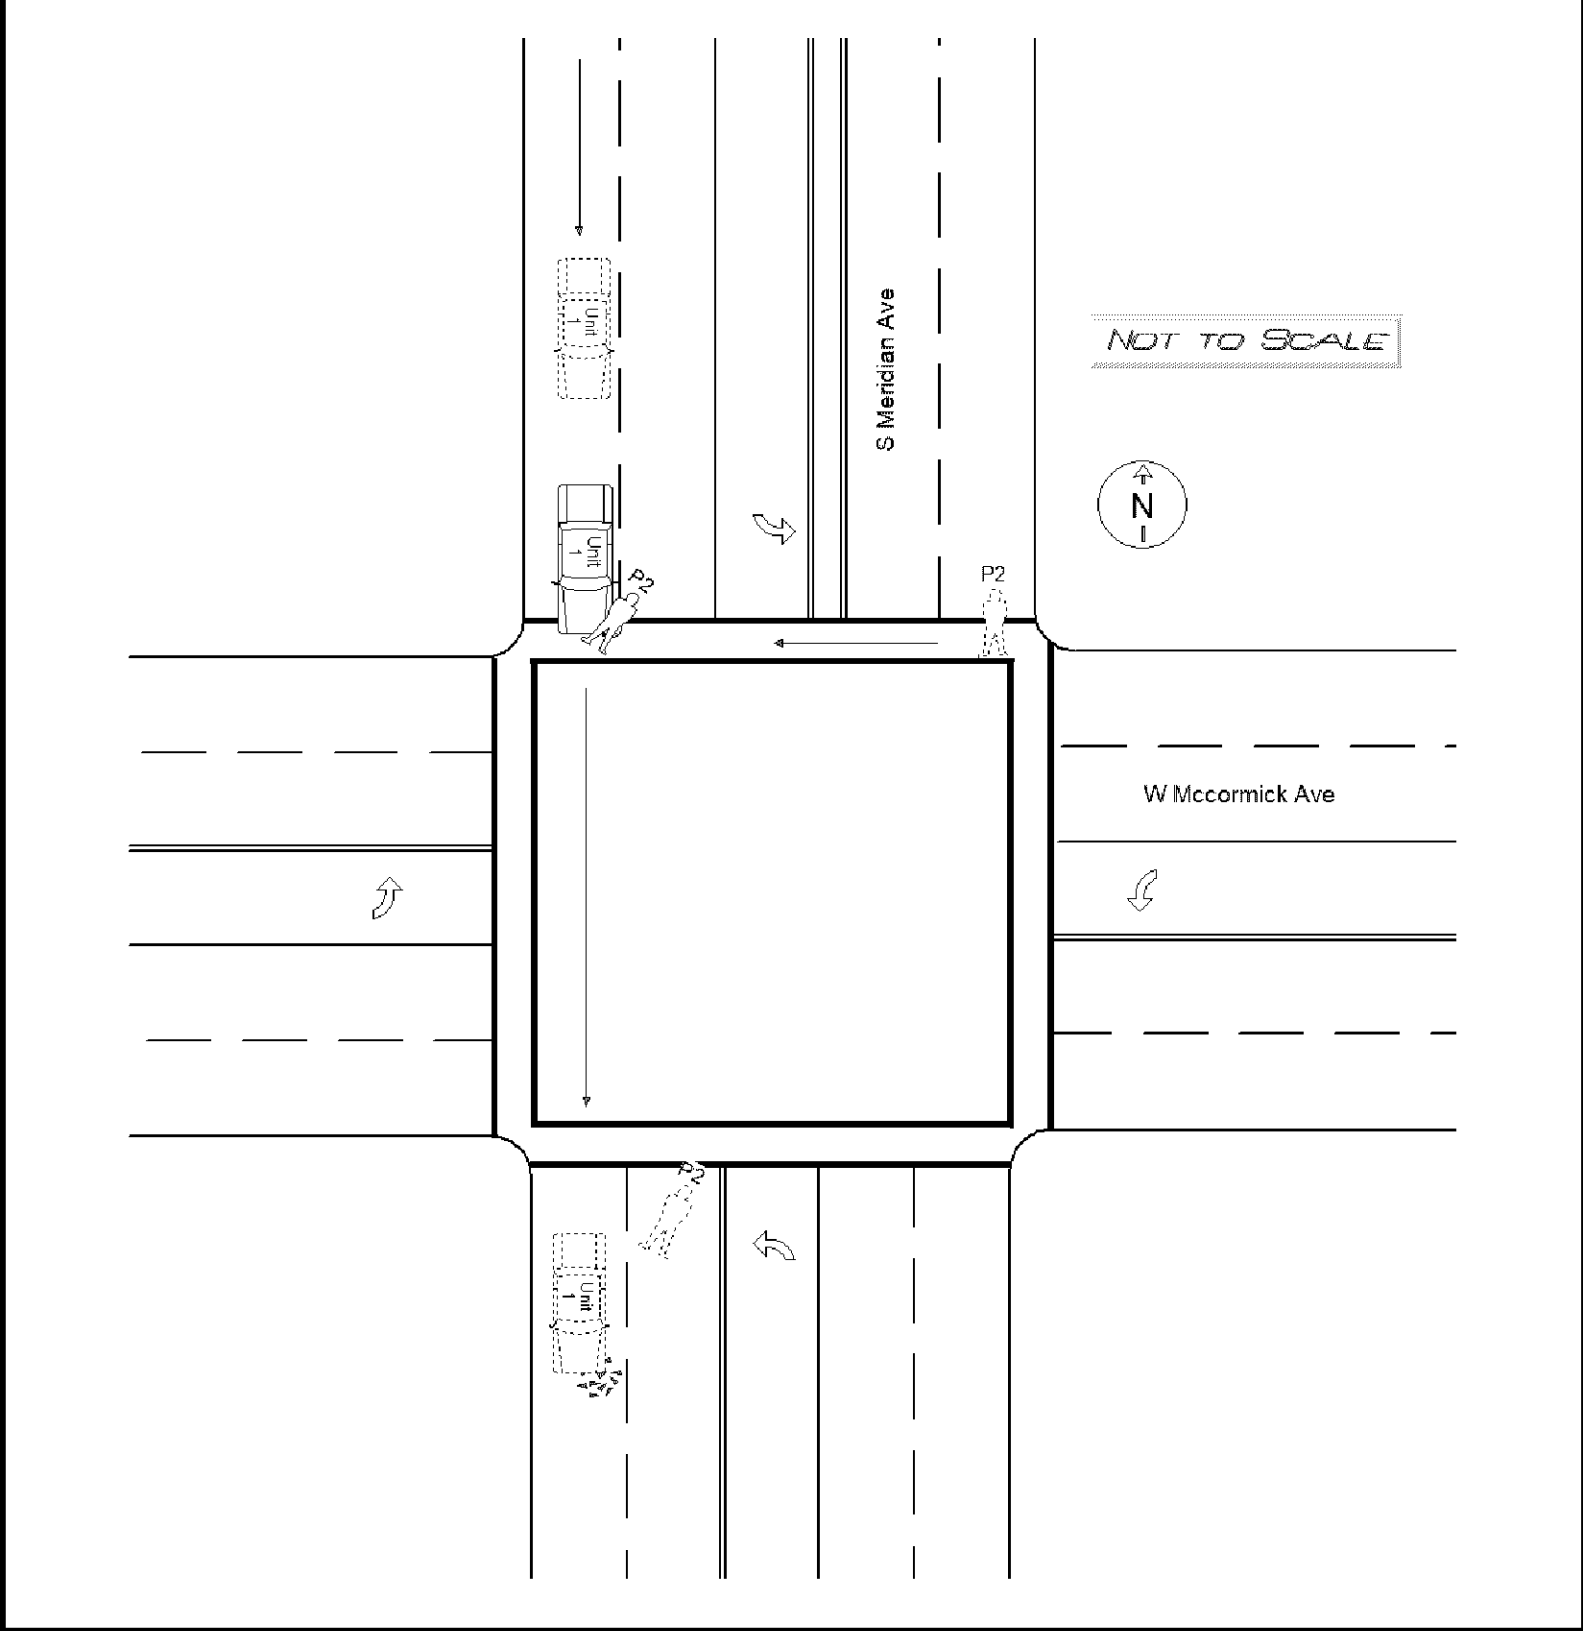 Unit
1
S Meridian Ave
NOT TO SCALE
N
Unit
1
P2
P2
W Mccormick Ave
P2
Unit
1